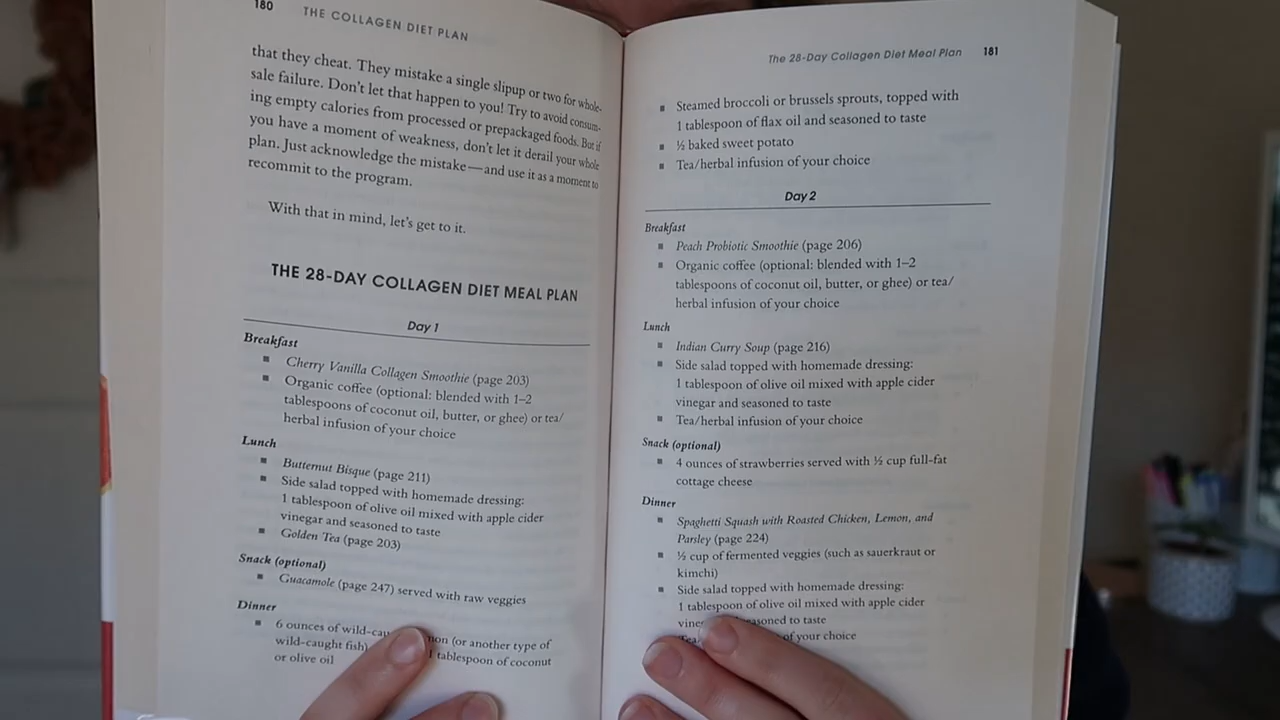 180 THE COLLAGEN DIET PLAN
that they cheat. They mistake a single slipup or two for whole-
sale failure. Don't let that happen to you! Try to avoid consum-
ing empty calories from processed or prepackaged foods. But if
you have a moment of weakness, don't let it derail your whole
plan. Just acknowledge the mistake—and use it as a moment to
recommit to the program.
With that in mind, let's get to it.
THE 28-DAY COLLAGEN DIET MEAL PLAN
Day 1
Breakfast
▪ Cherry Vanilla Collagen Smoothie (page 203)
▪ Organic coffee (optional: blended with 1–2
tablespoons of coconut oil, butter, or ghee) or tea/
herbal infusion of your choice
Lunch
▪ Butternut Bisque (page 211)
▪ Side salad topped with homemade dressing:
1 tablespoon of olive oil mixed with apple cider
vinegar and seasoned to taste
▪ Golden Tea (page 203)
Snack (optional)
▪ Guacamole (page 247) served with raw veggies
Dinner
▪ 6 ounces of (or another type of
wild-caught fish) 1 tablespoon of coconut
or olive oil
The 28-Day Collagen Diet Meal Plan 181
▪ Steamed broccoli or brussels sprouts, topped with
1 tablespoon of flax oil and seasoned to taste
▪ ½ baked sweet potato
▪ Tea/herbal infusion of your choice
Day 2
Breakfast
▪ Peach Probiotic Smoothie (page 206)
▪ Organic coffee (optional: blended with 1–2
tablespoons of coconut oil, butter, or ghee) or tea/
herbal infusion of your choice
Lunch
▪ Indian Curry Soup (page 216)
▪ Side salad topped with homemade dressing:
1 tablespoon of olive oil mixed with apple cider
vinegar and seasoned to taste
▪ Tea/herbal infusion of your choice
Snack (optional)
▪ 4 ounces of strawberries served with ½ cup full-fat
cottage cheese
Dinner
▪ Spaghetti Squash with Roasted Chicken, Lemon, and
Parsley (page 224)
▪ ½ cup of fermented veggies (such as sauerkraut or
kimchi)
▪ Side salad topped with homemade dressing:
1 tablespoon of olive oil mixed with apple cider
to taste
of your choice